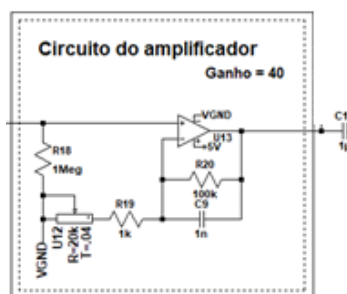 Circuito do amplificador
Ganho = 40
VGND
U13
+5V
C1
1µ
R18
1Meg
R20
100k
C9
1n
R19
1k
U12
R=20k
T=.04
VGND